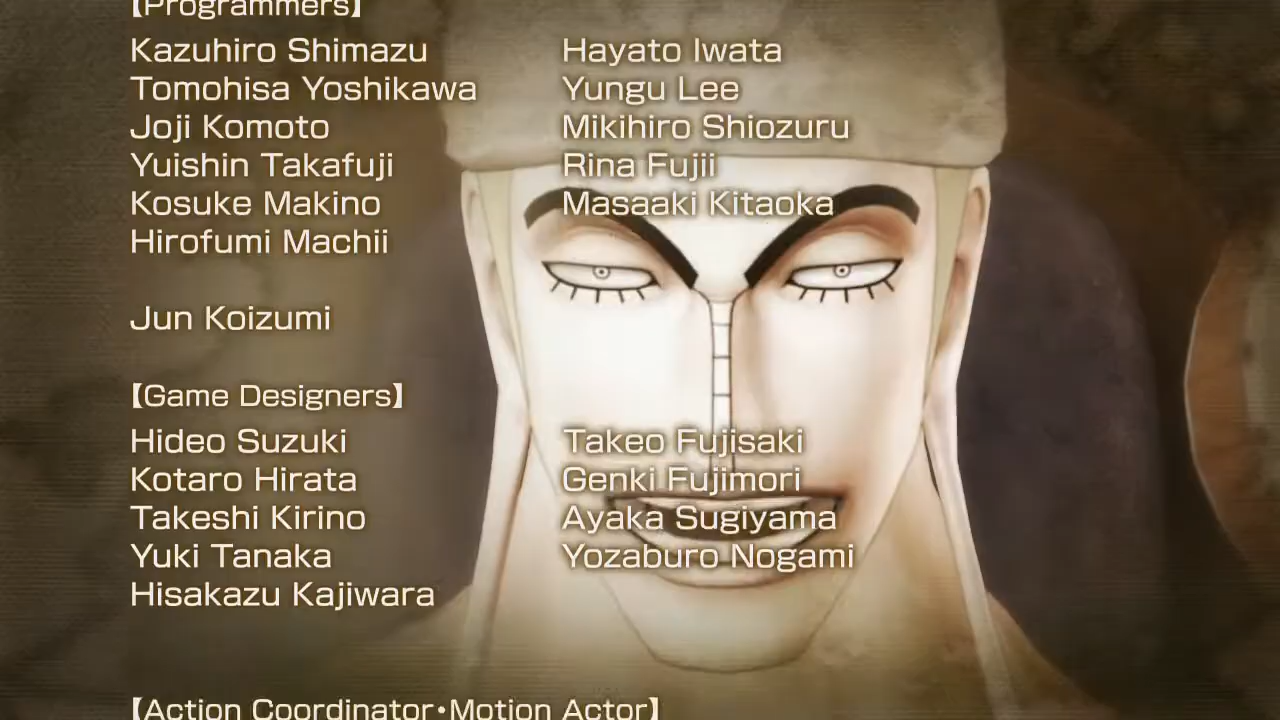 【Programmers】
Kazuhiro Shimazu Hayato Iwata
Tomohisa Yoshikawa Yungu Lee
Joji Komoto Mikihiro Shiozuru
Yuishin Takafuji Rina Fujii
Kosuke Makino Masaaki Kitaoka
Hirofumi Machii
Jun Koizumi
【Game Designers】
Hideo Suzuki Takeo Fujisaki
Kotaro Hirata Genki Fujimori
Takeshi Kirino Ayaka Sugiyama
Yuki Tanaka Yozaburo Nogami
Hisakazu Kajiwara
【Action Coordinator・Motion Actor】